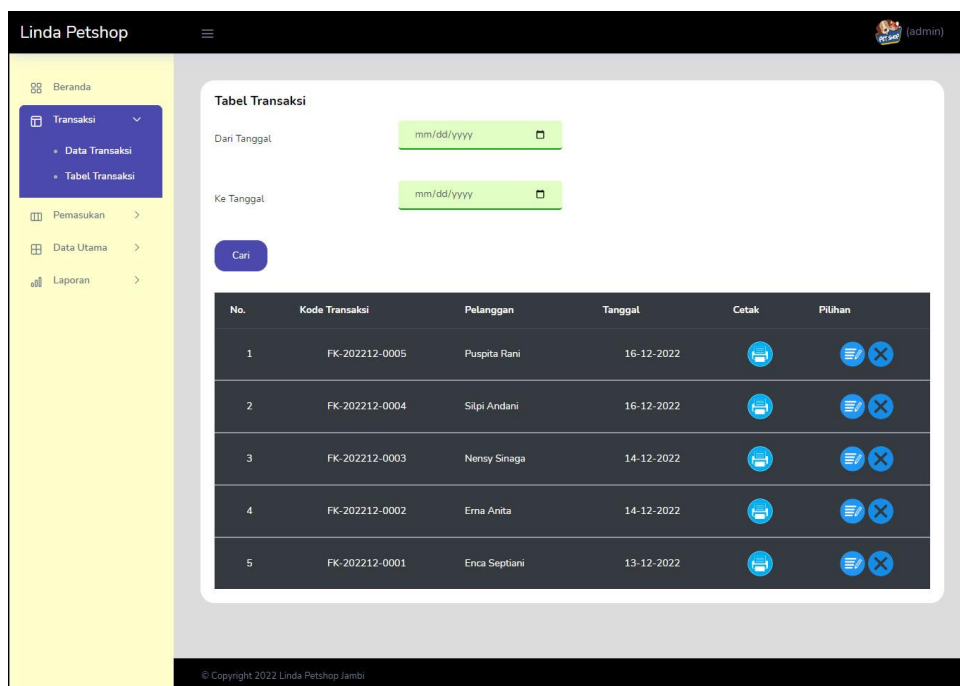 Linda Petshop
(admin)
PET SHOP
Beranda
Transaksi
Data Transaksi
Tabel Transaksi
Pemasukan
Data Utama
Laporan
Tabel Transaksi
Dari Tanggal mm/dd/yyyy
Ke Tanggal mm/dd/yyyy
Cari
No. Kode Transaksi Pelanggan Tanggal Cetak Pilihan
1 FK-202212-0005 Puspita Rani 16-12-2022
2 FK-202212-0004 Silpi Andani 16-12-2022
3 FK-202212-0003 Nensy Sinaga 14-12-2022
4 FK-202212-0002 Erna Anita 14-12-2022
5 FK-202212-0001 Enca Septiani 13-12-2022
© Copyright 2022 Linda Petshop Jambi